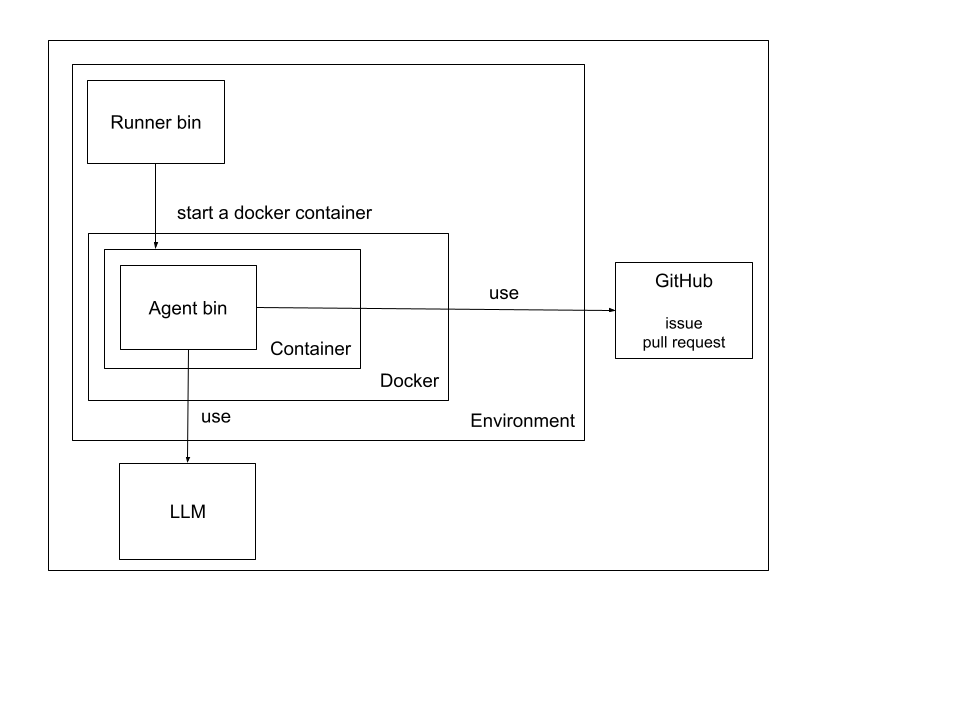 Runner bin
start a docker container
Agent bin
use
GitHub
issue
pull request
Container
Docker
use
Environment
LLM